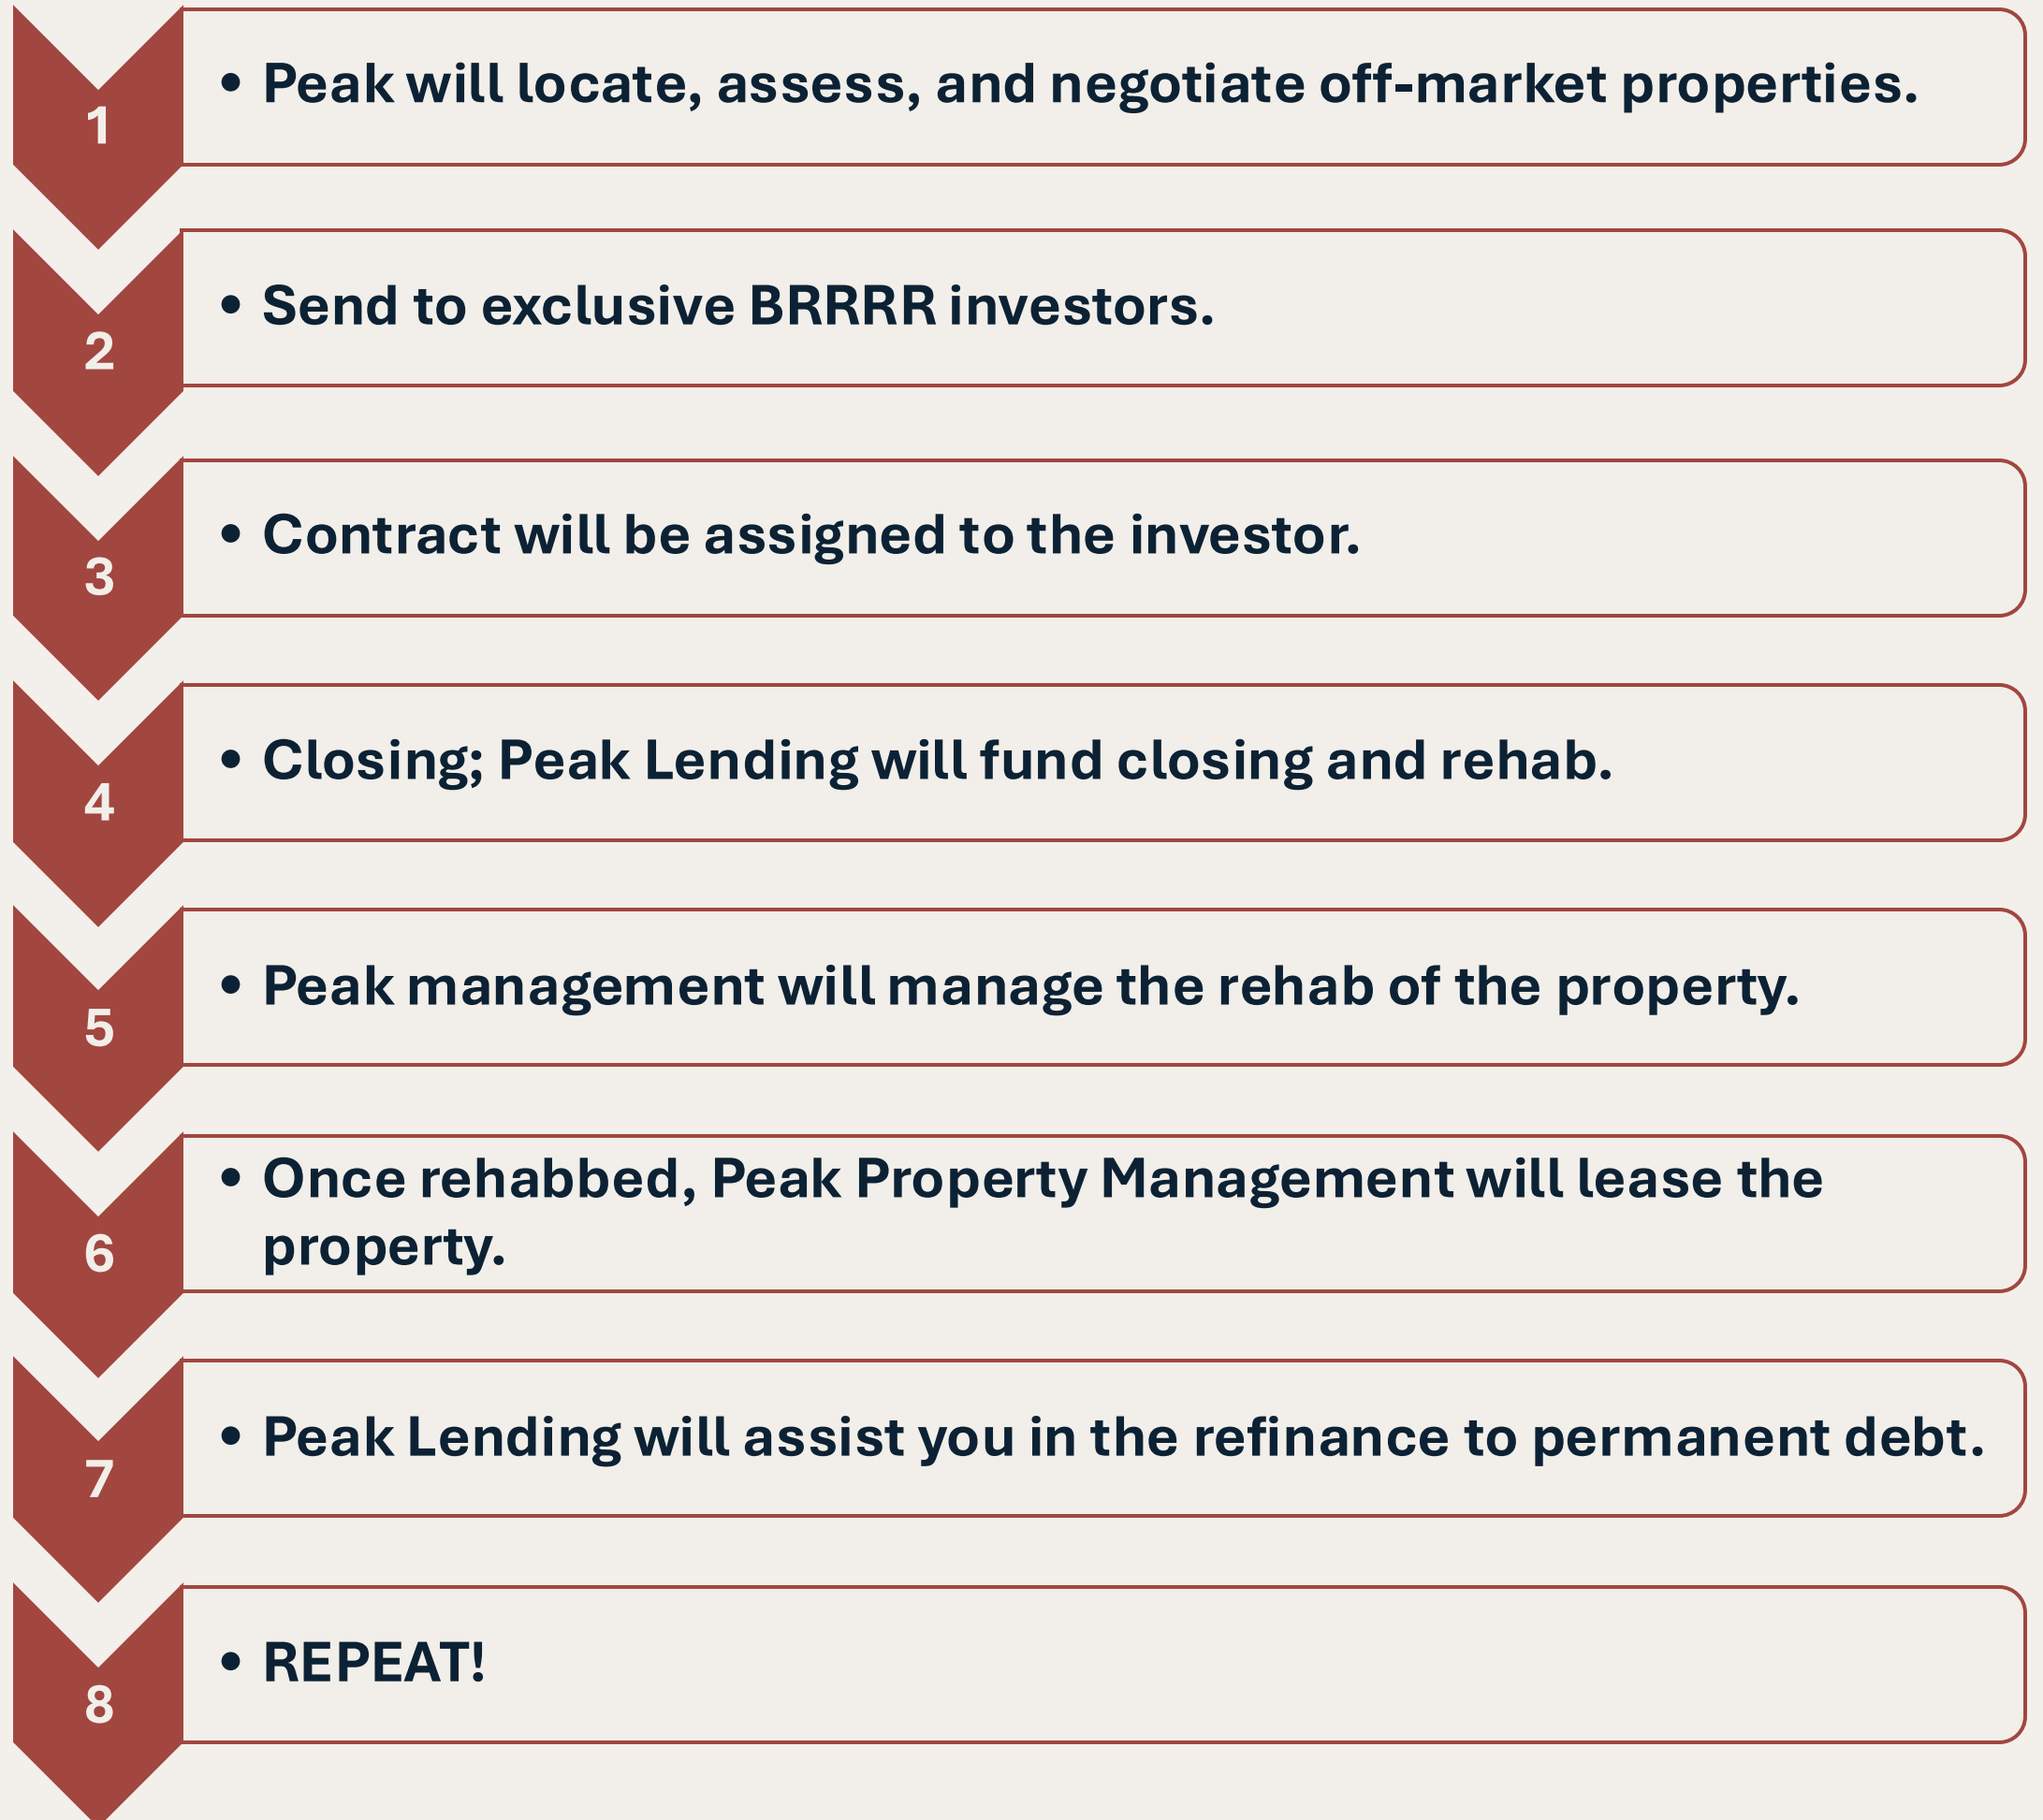 1
• Peak will locate, assess, and negotiate off-market properties.
2
• Send to exclusive BRRRR investors.
3
• Contract will be assigned to the investor.
4
• Closing; Peak Lending will fund closing and rehab.
5
• Peak management will manage the rehab of the property.
6
• Once rehabbed, Peak Property Management will lease the
property.
7
• Peak Lending will assist you in the refinance to permanent debt.
8
• REPEAT!